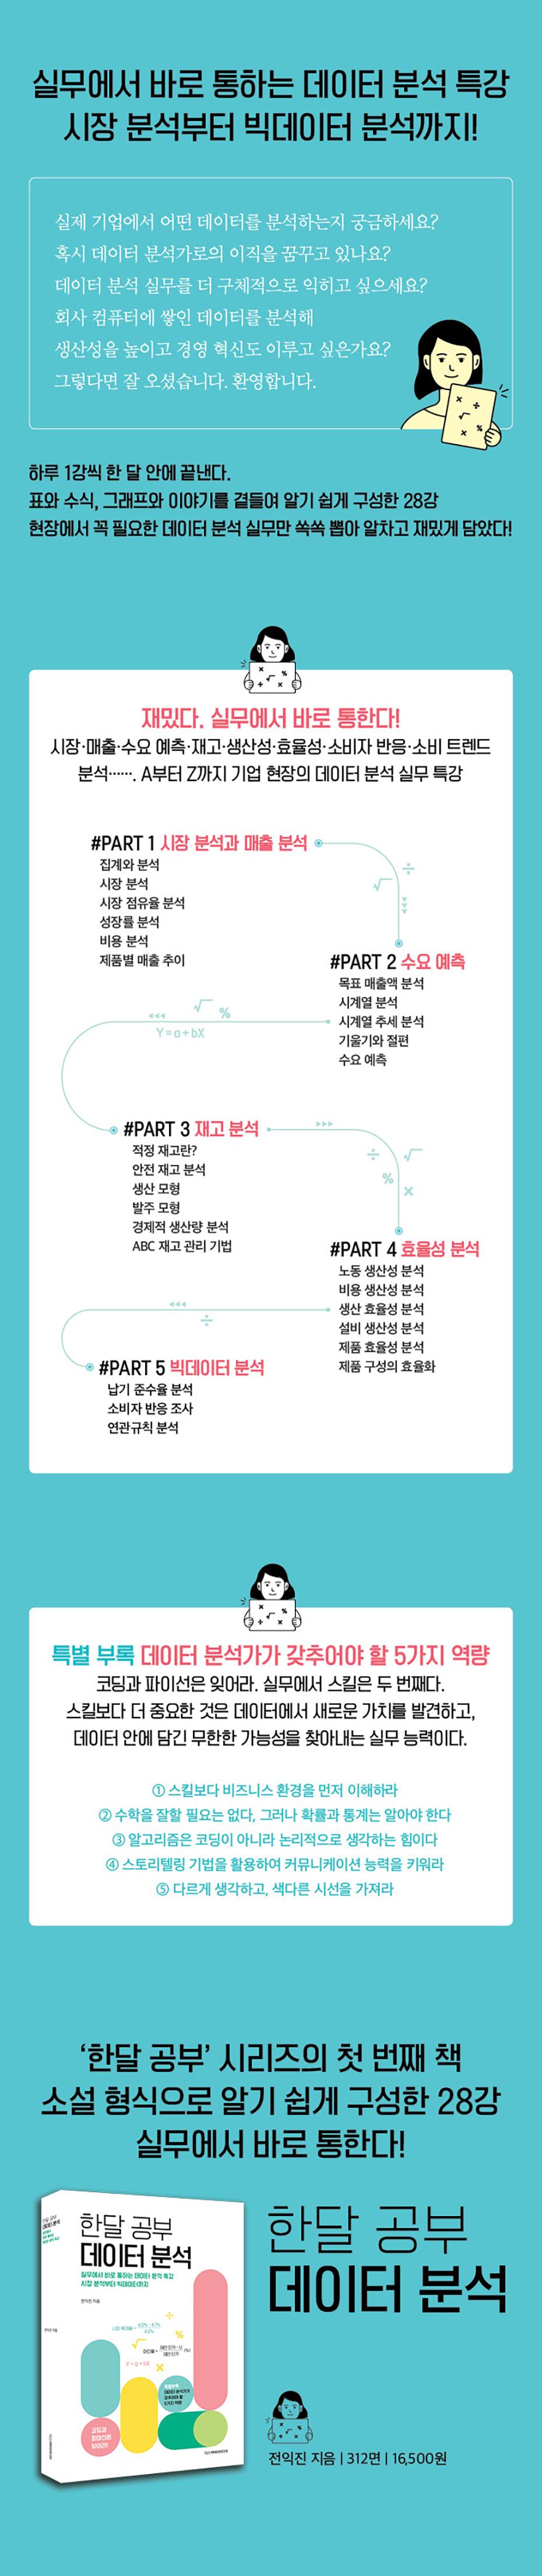 실무에서 바로 통하는 데이터 분석 특강
시장 분석부터 빅데이터 분석까지!
실제 기업에서 어떤 데이터를 분석하는지 궁금하세요?
혹시 데이터 분석가로의 이직을 꿈꾸고 있나요?
데이터 분석 실무를 더 구체적으로 익히고 싶으세요?
회사 컴퓨터에 쌓인 데이터를 분석해
생산성을 높이고 경영 혁신도 이루고 싶은가요?
그렇다면 잘 오셨습니다. 환영합니다.
하루 1강씩 한 달 안에 끝낸다.
표와 수식, 그래프와 이야기를 곁들여 알기 쉽게 구성한 28강
현장에서 꼭 필요한 데이터 분석 실무만 쏙쏙 뽑아 알차고 재밌게 담았다!
재밌다. 실무에서 바로 통한다!
시장·매출·수요 예측·재고·생산성·효율성·소비자 반응·소비 트렌드
분석……. A부터 Z까지 기업 현장의 데이터 분석 실무 특강
#PART 1 시장 분석과 매출 분석
집계와 분석
시장 분석
시장 점유율 분석
성장률 분석
비용 분석
제품별 매출 추이
#PART 2 수요 예측
목표 매출액 분석
시계열 분석
시계열 추세 분석
기울기와 절편
수요 예측
Y=a+bX
#PART 3 재고 분석
적정 재고란?
안전 재고 분석
생산 모형
발주 모형
경제적 생산량 분석
ABC 재고 관리 기법
#PART 4 효율성 분석
노동 생산성 분석
비용 생산성 분석
생산 효율성 분석
설비 생산성 분석
제품 효율성 분석
제품 구성의 효율화
#PART 5 빅데이터 분석
납기 준수율 분석
소비자 반응 조사
연관규칙 분석
특별 부록 데이터 분석가가 갖추어야 할 5가지 역량
코딩과 파이선은 잊어라. 실무에서 스킬은 두 번째다.
스킬보다 더 중요한 것은 데이터에서 새로운 가치를 발견하고,
데이터 안에 담긴 무한한 가능성을 찾아내는 실무 능력이다.
① 스킬보다 비즈니스 환경을 먼저 이해하라
② 수학을 잘할 필요는 없다, 그러나 확률과 통계는 알아야 한다
③ 알고리즘은 코딩이 아니라 논리적으로 생각하는 힘이다
④ 스토리텔링 기법을 활용하여 커뮤니케이션 능력을 키워라
⑤ 다르게 생각하고, 색다른 시선을 가져라
‘한달 공부’ 시리즈의 첫 번째 책
소설 형식으로 알기 쉽게 구성한 28강
실무에서 바로 통한다!
한달 공부
데이터 분석
실무에서 바로 통하는 데이터 분석 특강
시장 분석부터 빅데이터까지
전익진 지음
Y=a+bX
코딩과
파이선은
잊어라!
한달 공부
데이터 분석
전익진 지음 | 312면 | 16,500원